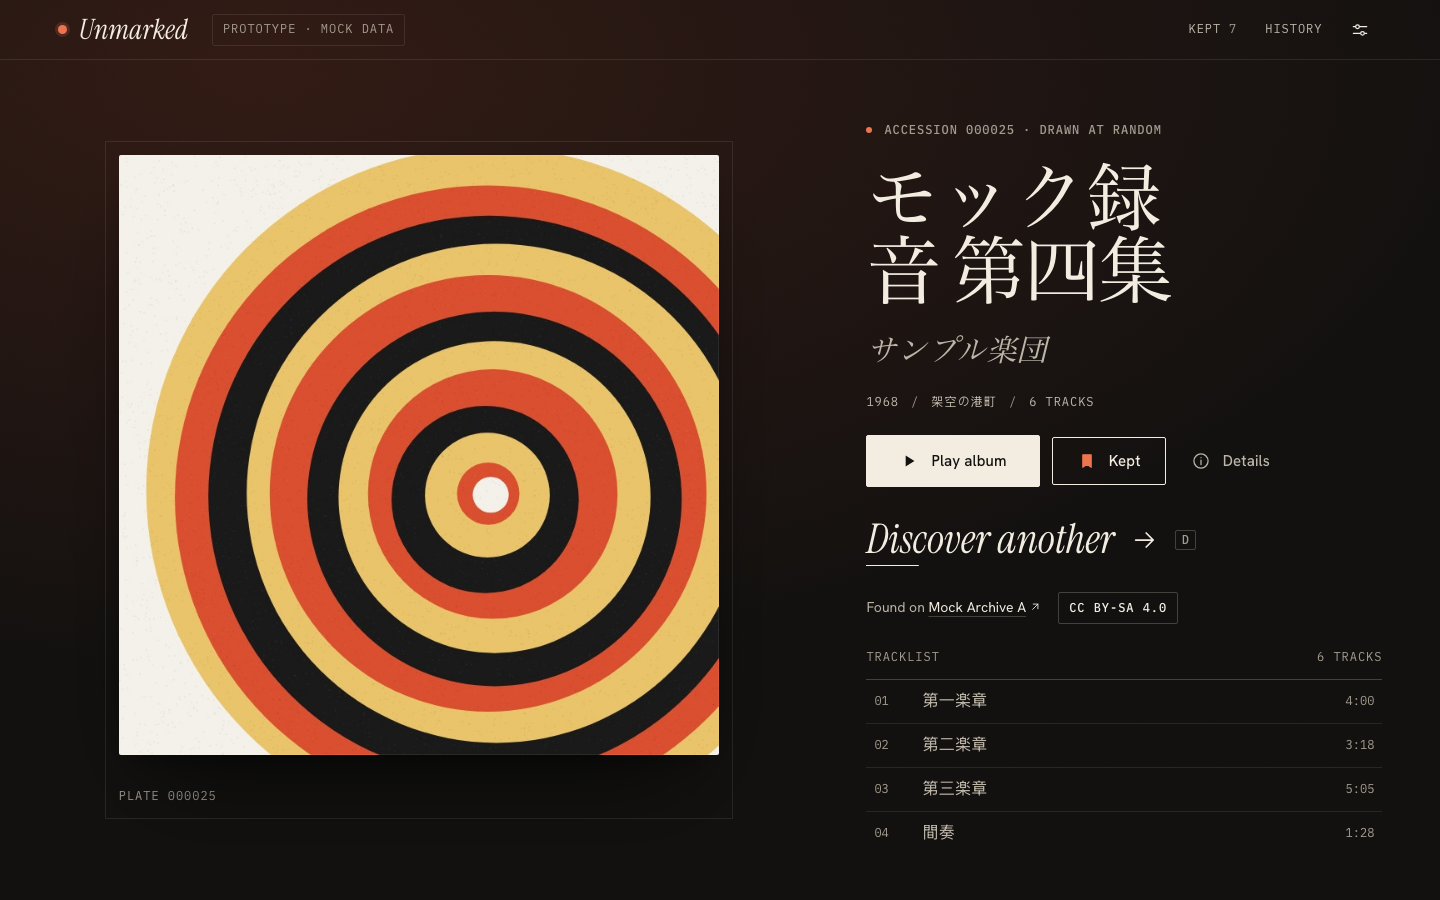 Unmarked
PROTOTYPE · MOCK DATA
KEPT 7
HISTORY
ACCESSION 000025 · DRAWN AT RANDOM
モック録
音 第四集
サンプル楽団
1968 / 架空の港町 / 6 TRACKS
Play album
Kept
Details
Discover another
D
Found on Mock Archive A
CC BY-SA 4.0
TRACKLIST
6 TRACKS
01 第一楽章 4:00
02 第二楽章 3:18
03 第三楽章 5:05
04 間奏 1:28
PLATE 000025